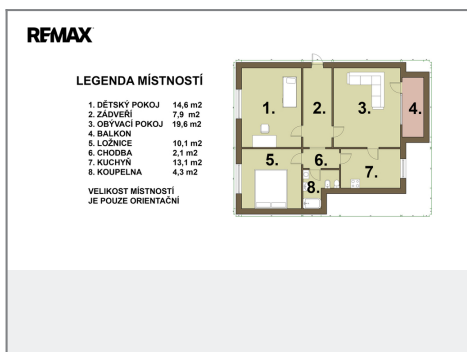 RE/MAX
LEGENDA MÍSTNOSTÍ
1. DĚTSKÝ POKOJ 14,6 m2
2. ZÁDVEŘÍ 7,9 m2
3. OBÝVACÍ POKOJ 19,6 m2
4. BALKON
5. LOŽNICE 10,1 m2
6. CHODBA 2,1 m2
7. KUCHYŇ 13,1 m2
8. KOUPELNA 4,3 m2
VELIKOST MÍSTNOSTÍ
JE POUZE ORIENTAČNÍ
1. 2. 3. 4.
5. 6. 7.
8.